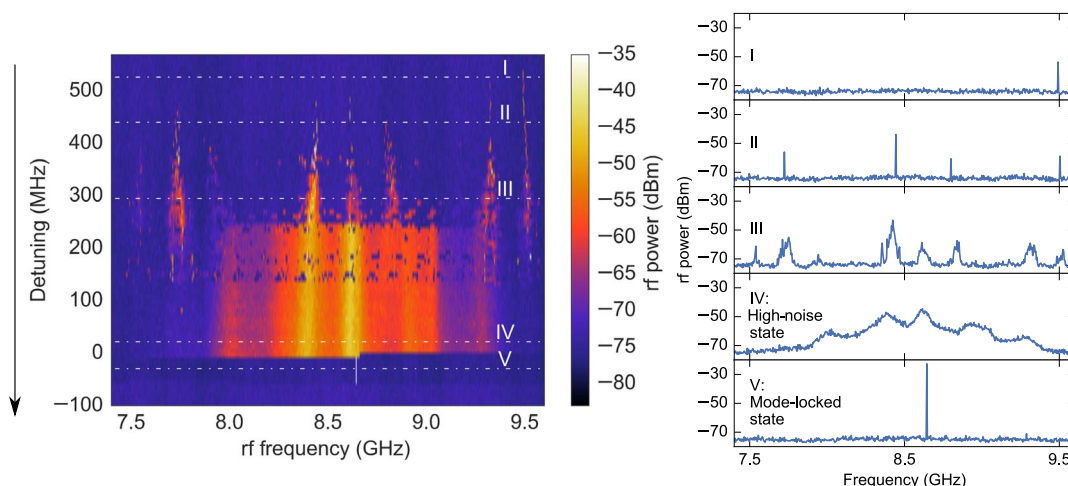 500
400
300
200
100
0
−100
Detuning (MHz)
7.5
8.0
8.5
9.0
9.5
rf frequency (GHz)
I
II
III
IV
V
−35
−40
−45
−50
−55
−60
−65
−70
−75
−80
rf power (dBm)
−30
−50
−70
I
−30
−50
−70
II
−30
−50
−70
III
−30
−50
−70
IV:
High-noise
state
−30
−50
−70
V:
Mode-locked
state
rf power (dBm)
7.5
8.5
9.5
Frequency (GHz)